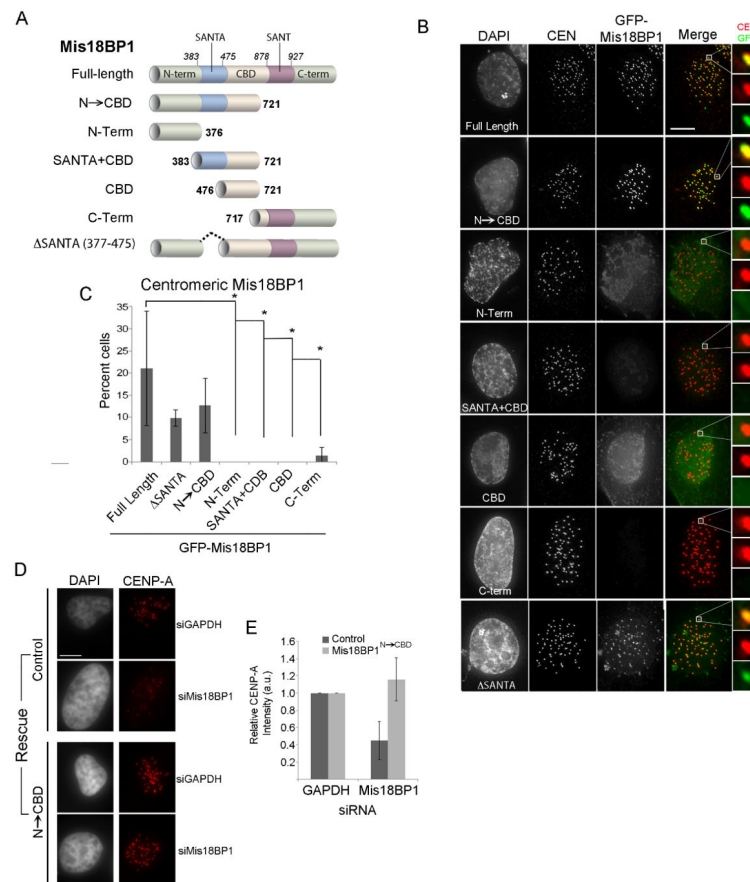 A
SANTA SANT
Mis18BP1
383 475 878 927
Full-length N-term CBD C-term
N→CBD 721
N-Term 376
SANTA+CBD 383 721
CBD 476 721
C-Term 717
ΔSANTA (377-475)
B
GFP-
DAPI CEN Mis18BP1 Merge
CE
GF
Full Length
N→ CBD
N-Term
SANTA+CBD
CBD
C-term
ΔSANTA
C
Centromeric Mis18BP1
Percent cells
35
30
25
20
15
10
5
0
* * * *
Full Length ΔSANTA N→CBD N-Term SANTA+CDB CBD C-Term
GFP-Mis18BP1
D
DAPI CENP-A
Rescue
Control
siGAPDH
siMis18BP1
N→CBD
siGAPDH
siMis18BP1
E
Control
Mis18BP1 N→CBD
Relative CENP-A
Intensity (a.u.)
1.6
1.4
1.2
1.0
0.8
0.6
0.4
0.2
0
GAPDH Mis18BP1
siRNA